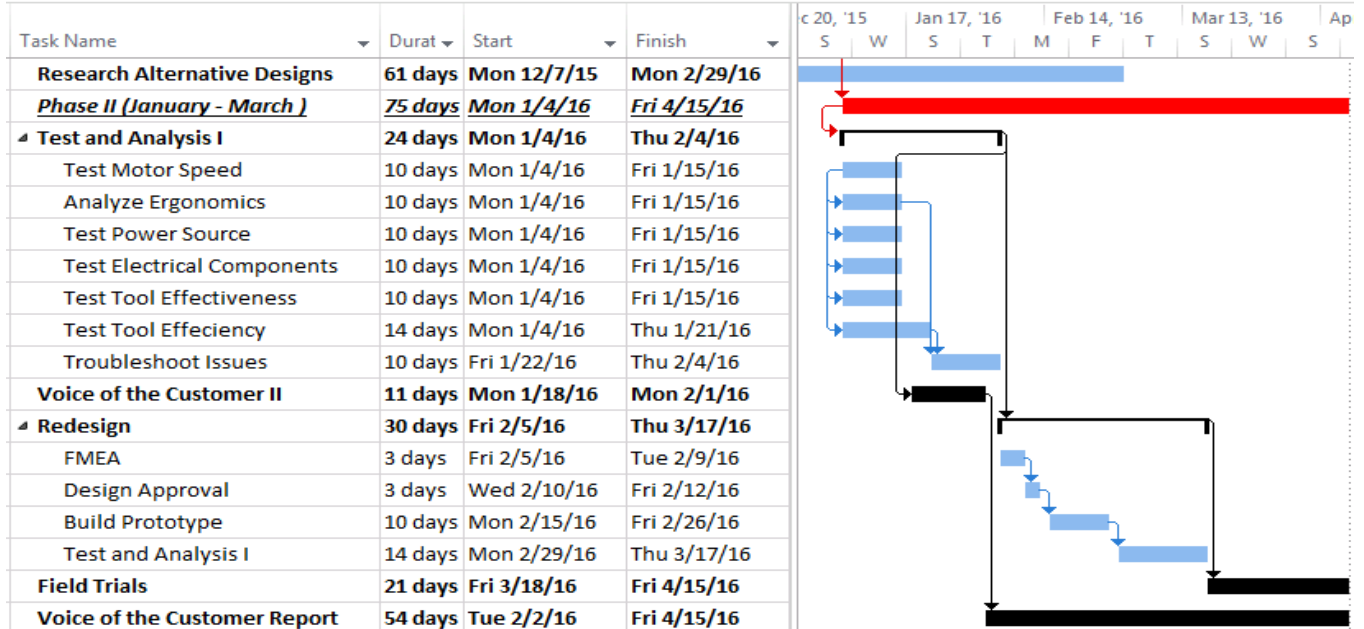 c 20, '15 Jan 17, '16 Feb 14, '16 Mar 13, '16 Ap
Task Name Durat Start Finish S W S T M F T S W S
Research Alternative Designs 61 days Mon 12/7/15 Mon 2/29/16
Phase II (January - March ) 75 days Mon 1/4/16 Fri 4/15/16
Test and Analysis I 24 days Mon 1/4/16 Thu 2/4/16
Test Motor Speed 10 days Mon 1/4/16 Fri 1/15/16
Analyze Ergonomics 10 days Mon 1/4/16 Fri 1/15/16
Test Power Source 10 days Mon 1/4/16 Fri 1/15/16
Test Electrical Components 10 days Mon 1/4/16 Fri 1/15/16
Test Tool Effectiveness 10 days Mon 1/4/16 Fri 1/15/16
Test Tool Effeciency 14 days Mon 1/4/16 Thu 1/21/16
Troubleshoot Issues 10 days Fri 1/22/16 Thu 2/4/16
Voice of the Customer II 11 days Mon 1/18/16 Mon 2/1/16
Redesign 30 days Fri 2/5/16 Thu 3/17/16
FMEA 3 days Fri 2/5/16 Tue 2/9/16
Design Approval 3 days Wed 2/10/16 Fri 2/12/16
Build Prototype 10 days Mon 2/15/16 Fri 2/26/16
Test and Analysis I 14 days Mon 2/29/16 Thu 3/17/16
Field Trials 21 days Fri 3/18/16 Fri 4/15/16
Voice of the Customer Report 54 days Tue 2/2/16 Fri 4/15/16